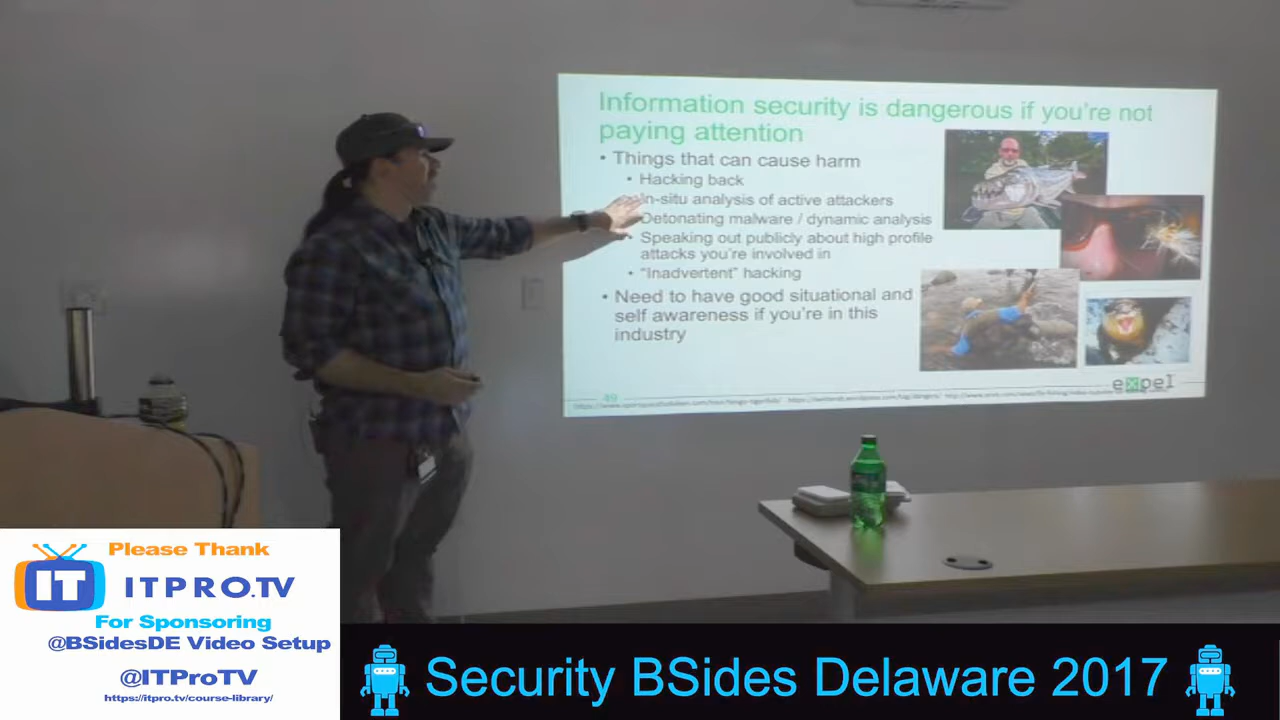 Information security is dangerous if you're not
paying attention
• Things that can cause harm
• Hacking back
In-situ analysis of active attackers
Detonating malware / dynamic analysis
• Speaking out publicly about high profile
attacks you're involved in
• "Inadvertent" hacking
• Need to have good situational and
self awareness if you're in this
industry
expel
49
Please Thank
IT
ITPRO.TV
For Sponsoring
@BSidesDE Video Setup
@ITProTV
https://itpro.tv/course-library/
Security BSides Delaware 2017